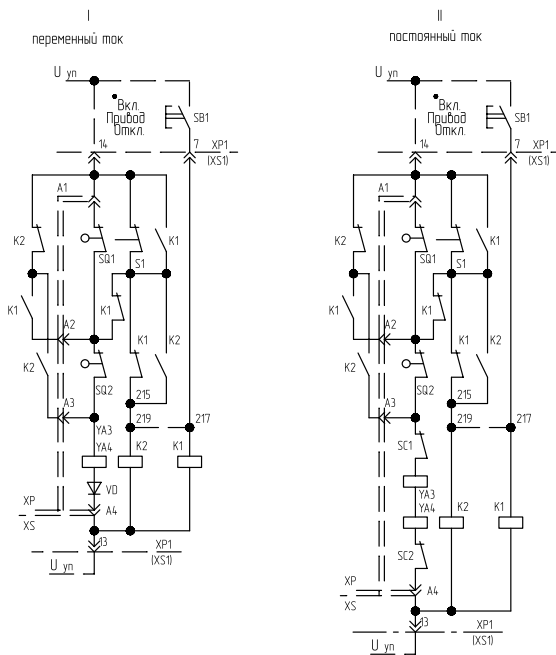 I
переменный ток
U уп
Вкл.
Привод
Откл.
SB1
14
7
XP1
(XS1)
A1
K2
SQ1
S1
K1
K1
K1
A2
K2
SQ2
K1
K2
A3
215
219
217
YA3
YA4
K2
K1
VD
XP
XS
A4
13
XP1
(XS1)
U уп
II
постоянный ток
U уп
Вкл.
Привод
Откл.
SB1
14
7
XP1
(XS1)
A1
K2
SQ1
S1
K1
K1
K1
A2
K2
SQ2
K1
K2
A3
215
219
217
SC1
YA3
YA4
K2
K1
SC2
XP
XS
A4
13
XP1
(XS1)
U уп